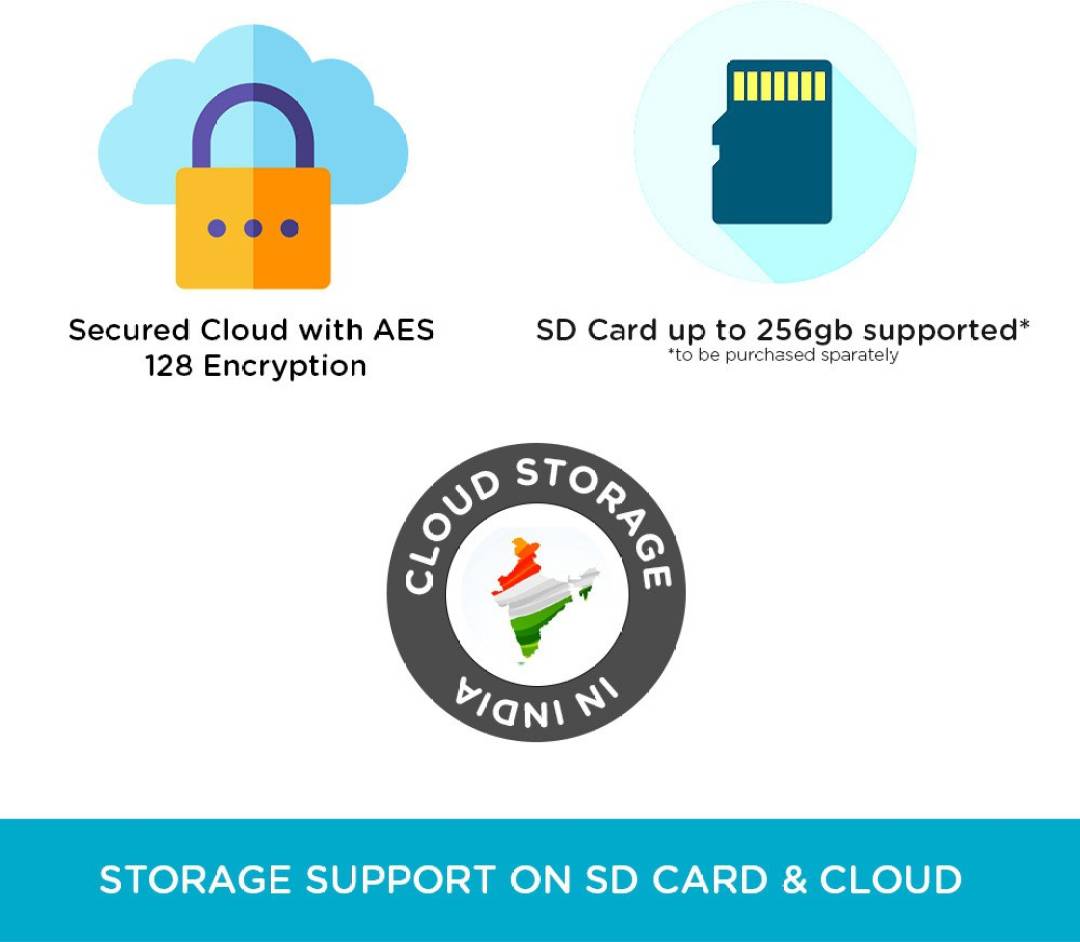 Secured Cloud with AES
128 Encryption
SD Card up to 256gb supported*
*to be purchased sparately
CLOUD STORAGE
IN INDIA
STORAGE SUPPORT ON SD CARD & CLOUD